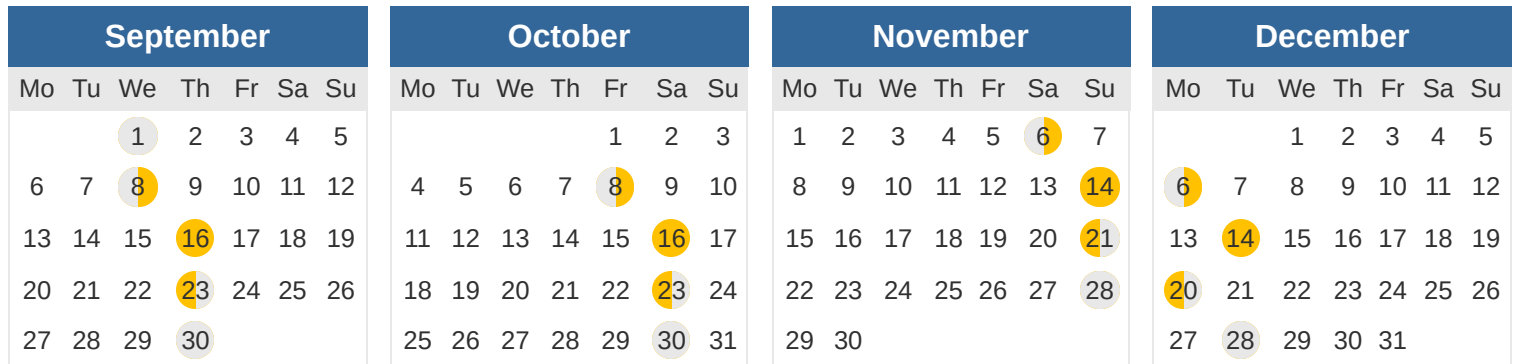 September
Mo Tu We Th Fr Sa Su
1 2 3 4 5
6 7 8 9 10 11 12
13 14 15 16 17 18 19
20 21 22 23 24 25 26
27 28 29 30
October
Mo Tu We Th Fr Sa Su
1 2 3
4 5 6 7 8 9 10
11 12 13 14 15 16 17
18 19 20 21 22 23 24
25 26 27 28 29 30 31
November
Mo Tu We Th Fr Sa Su
1 2 3 4 5 6 7
8 9 10 11 12 13 14
15 16 17 18 19 20 21
22 23 24 25 26 27 28
29 30
December
Mo Tu We Th Fr Sa Su
1 2 3 4 5
6 7 8 9 10 11 12
13 14 15 16 17 18 19
20 21 22 23 24 25 26
27 28 29 30 31